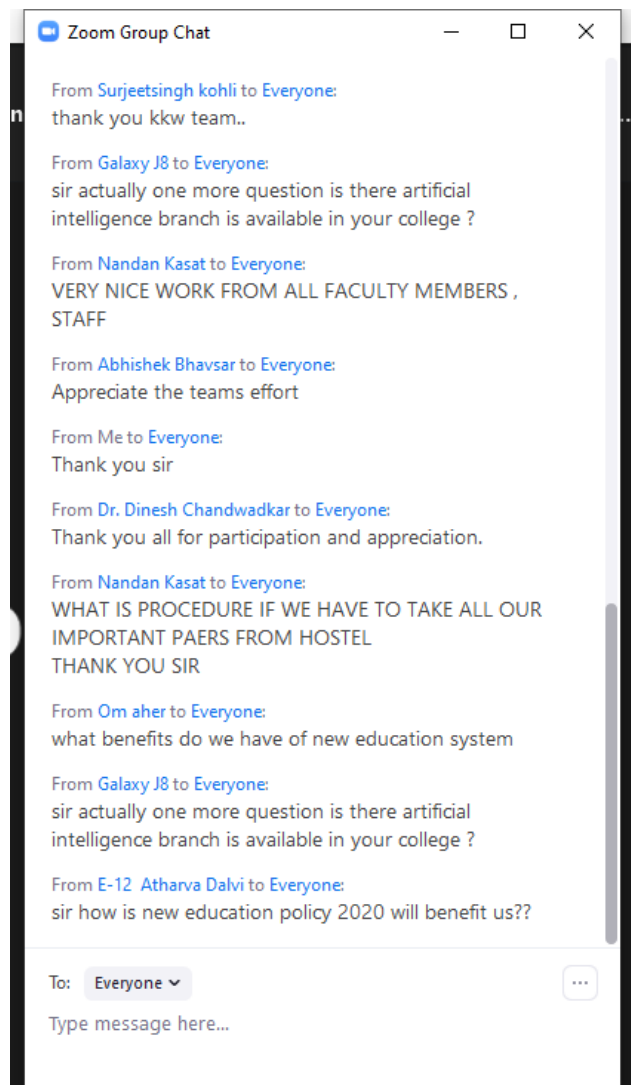 Zoom Group Chat
n
...
From Surjeetsingh kohli to Everyone:
thank you kkw team..
From Galaxy J8 to Everyone:
sir actually one more question is there artificial
intelligence branch is available in your college ?
From Nandan Kasat to Everyone:
VERY NICE WORK FROM ALL FACULTY MEMBERS ,
STAFF
From Abhishek Bhavsar to Everyone:
Appreciate the teams effort
From Me to Everyone:
Thank you sir
From Dr. Dinesh Chandwadkar to Everyone:
Thank you all for participation and appreciation.
From Nandan Kasat to Everyone:
WHAT IS PROCEDURE IF WE HAVE TO TAKE ALL OUR
IMPORTANT PAERS FROM HOSTEL
THANK YOU SIR
From Om aher to Everyone:
what benefits do we have of new education system
From Galaxy J8 to Everyone:
sir actually one more question is there artificial
intelligence branch is available in your college ?
From E-12  Atharva Dalvi to Everyone:
sir how is new education policy 2020 will benefit us??
To: Everyone
Type message here...